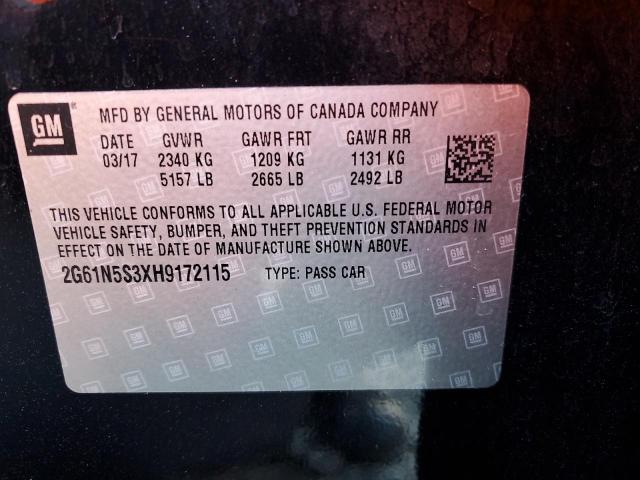 GM
MFD BY GENERAL MOTORS OF CANADA COMPANY
DATE GVWR GAWR FRT GAWR RR
03/17 2340 KG 1209 KG 1131 KG
5157 LB 2665 LB 2492 LB
THIS VEHICLE CONFORMS TO ALL APPLICABLE U.S. FEDERAL MOTOR
VEHICLE SAFETY, BUMPER, AND THEFT PREVENTION STANDARDS IN
EFFECT ON THE DATE OF MANUFACTURE SHOWN ABOVE.
2G61N5S3XH9172115 TYPE: PASS CAR